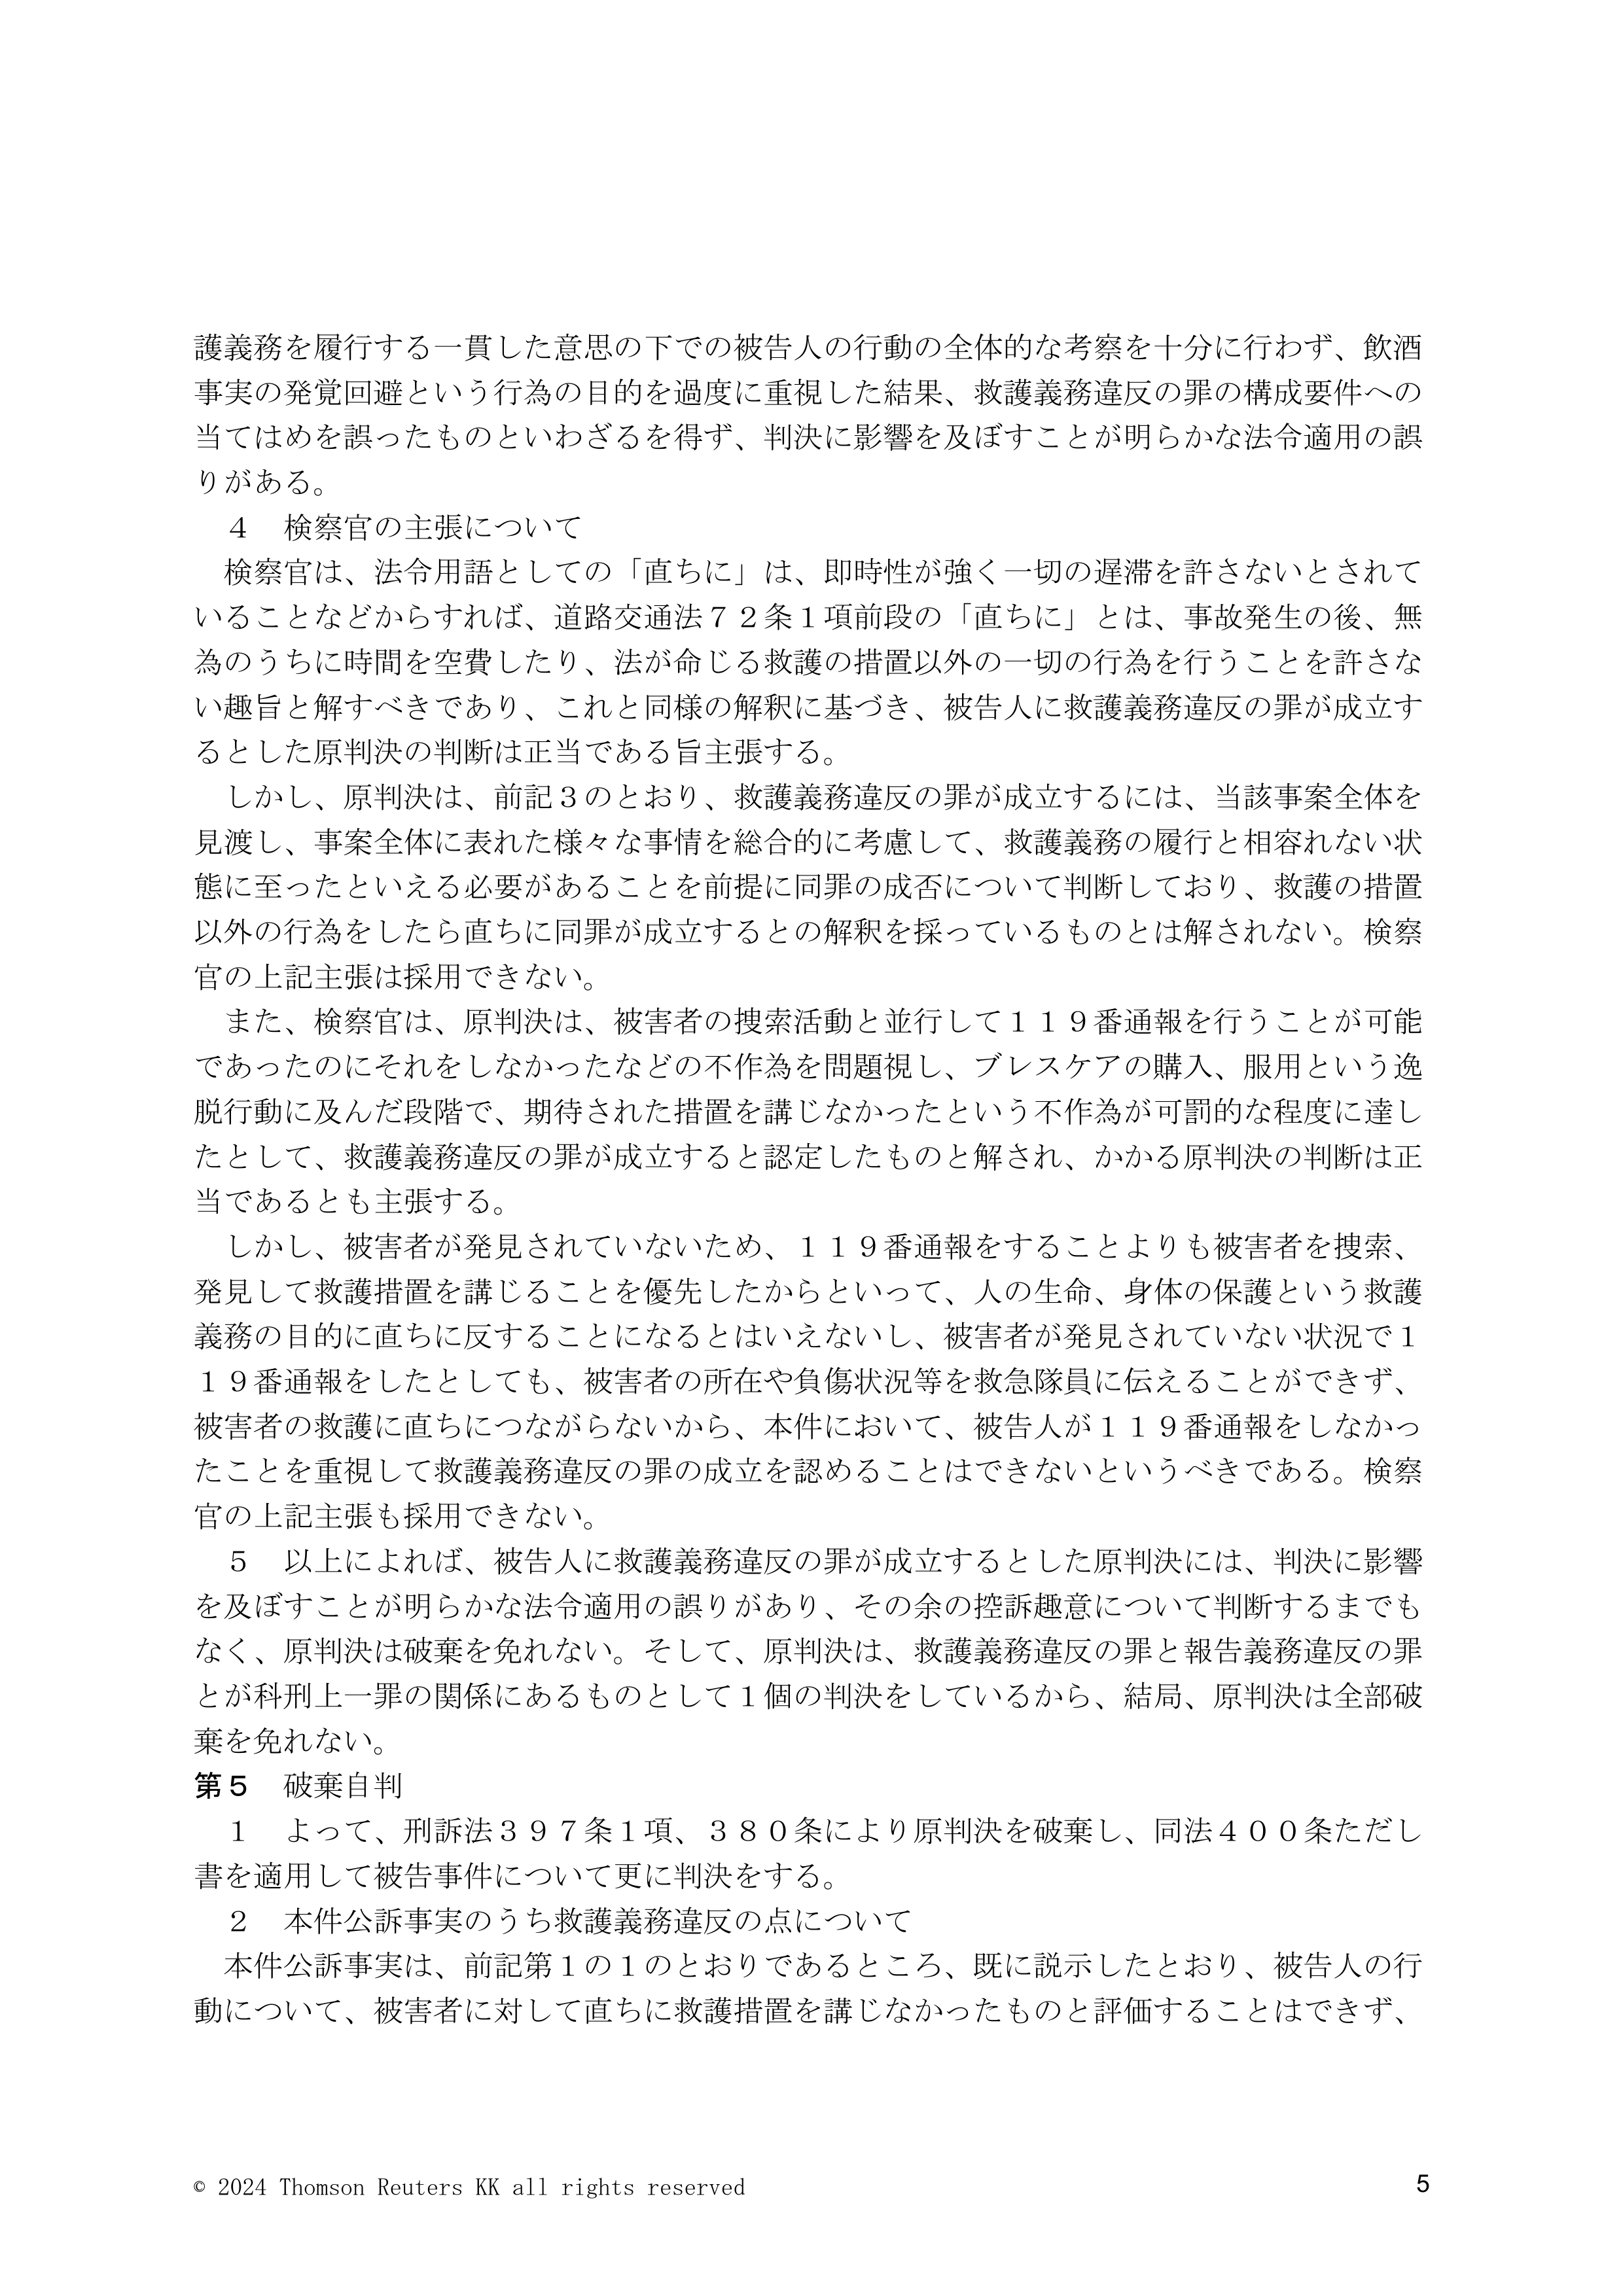 護義務を履行する一貫した意思の下での被告人の行動の全体的な考察を十分に行わず、飲酒
事実の発覚回避という行為の目的を過度に重視した結果、救護義務違反の罪の構成要件への
当てはめを誤ったものといわざるを得ず、判決に影響を及ぼすことが明らかな法令適用の誤
りがある。
４　検察官の主張について
検察官は、法令用語としての「直ちに」は、即時性が強く一切の遅滞を許さないとされて
いることなどからすれば、道路交通法７２条１項前段の「直ちに」とは、事故発生の後、無
為のうちに時間を空費したり、法が命じる救護の措置以外の一切の行為を行うことを許さな
い趣旨と解すべきであり、これと同様の解釈に基づき、被告人に救護義務違反の罪が成立す
るとした原判決の判断は正当である旨主張する。
しかし、原判決は、前記３のとおり、救護義務違反の罪が成立するには、当該事案全体を
見渡し、事案全体に表れた様々な事情を総合的に考慮して、救護義務の履行と相容れない状
態に至ったといえる必要があることを前提に同罪の成否について判断しており、救護の措置
以外の行為をしたら直ちに同罪が成立するとの解釈を採っているものとは解されない。検察
官の上記主張は採用できない。
また、検察官は、原判決は、被害者の捜索活動と並行して１１９番通報を行うことが可能
であったのにそれをしなかったなどの不作為を問題視し、ブレスケアの購入、服用という逸
脱行動に及んだ段階で、期待された措置を講じなかったという不作為が可罰的な程度に達し
たとして、救護義務違反の罪が成立すると認定したものと解され、かかる原判決の判断は正
当であるとも主張する。
しかし、被害者が発見されていないため、１１９番通報をすることよりも被害者を捜索、
発見して救護措置を講じることを優先したからといって、人の生命、身体の保護という救護
義務の目的に直ちに反することになるとはいえないし、被害者が発見されていない状況で１
１９番通報をしたとしても、被害者の所在や負傷状況等を救急隊員に伝えることができず、
被害者の救護に直ちにつながらないから、本件において、被告人が１１９番通報をしなかっ
たことを重視して救護義務違反の罪の成立を認めることはできないというべきである。検察
官の上記主張も採用できない。
５　以上によれば、被告人に救護義務違反の罪が成立するとした原判決には、判決に影響
を及ぼすことが明らかな法令適用の誤りがあり、その余の控訴趣意について判断するまでも
なく、原判決は破棄を免れない。そして、原判決は、救護義務違反の罪と報告義務違反の罪
とが科刑上一罪の関係にあるものとして１個の判決をしているから、結局、原判決は全部破
棄を免れない。
第５　破棄自判
１　よって、刑訴法３９７条１項、３８０条により原判決を破棄し、同法４００条ただし
書を適用して被告事件について更に判決をする。
２　本件公訴事実のうち救護義務違反の点について
本件公訴事実は、前記第１の１のとおりであるところ、既に説示したとおり、被告人の行
動について、被害者に対して直ちに救護措置を講じなかったものと評価することはできず、
© 2024 Thomson Reuters KK all rights reserved
5